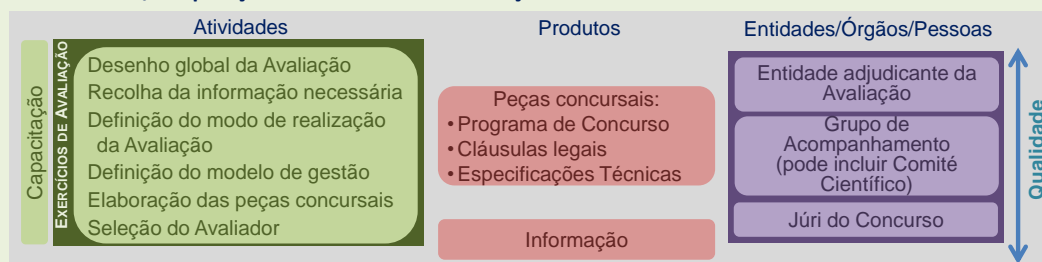 Atividades
Produtos
Entidades/Órgãos/Pessoas
Capacitação
EXERCÍCIOS DE AVALIAÇÃO
Desenho global da Avaliação
Recolha da informação necessária
Definição do modo de realização
da Avaliação
Definição do modelo de gestão
Elaboração das peças concursais
Seleção do Avaliador
Peças concursais:
• Programa de Concurso
• Cláusulas legais
• Especificações Técnicas
Informação
Entidade adjudicante da
Avaliação
Grupo de
Acompanhamento
(pode incluir Comité
Científico)
Júri do Concurso
Qualidade